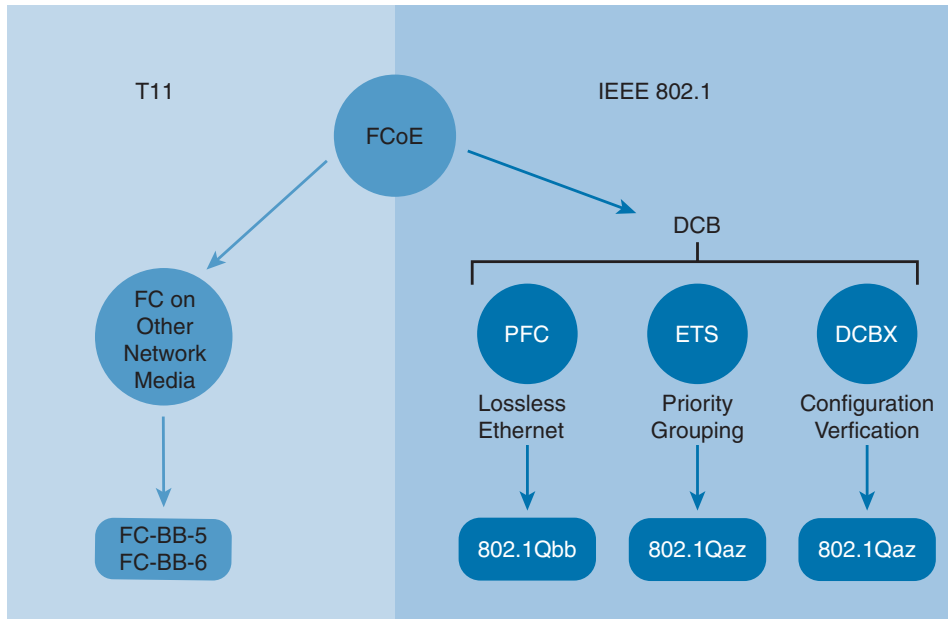 T11
IEEE 802.1
FCoE
DCB
FC on
Other
Network
Media
PFC
ETS
DCBX
Lossless
Ethernet
Priority
Grouping
Configuration
Verfication
FC-BB-5
FC-BB-6
802.1Qbb
802.1Qaz
802.1Qaz